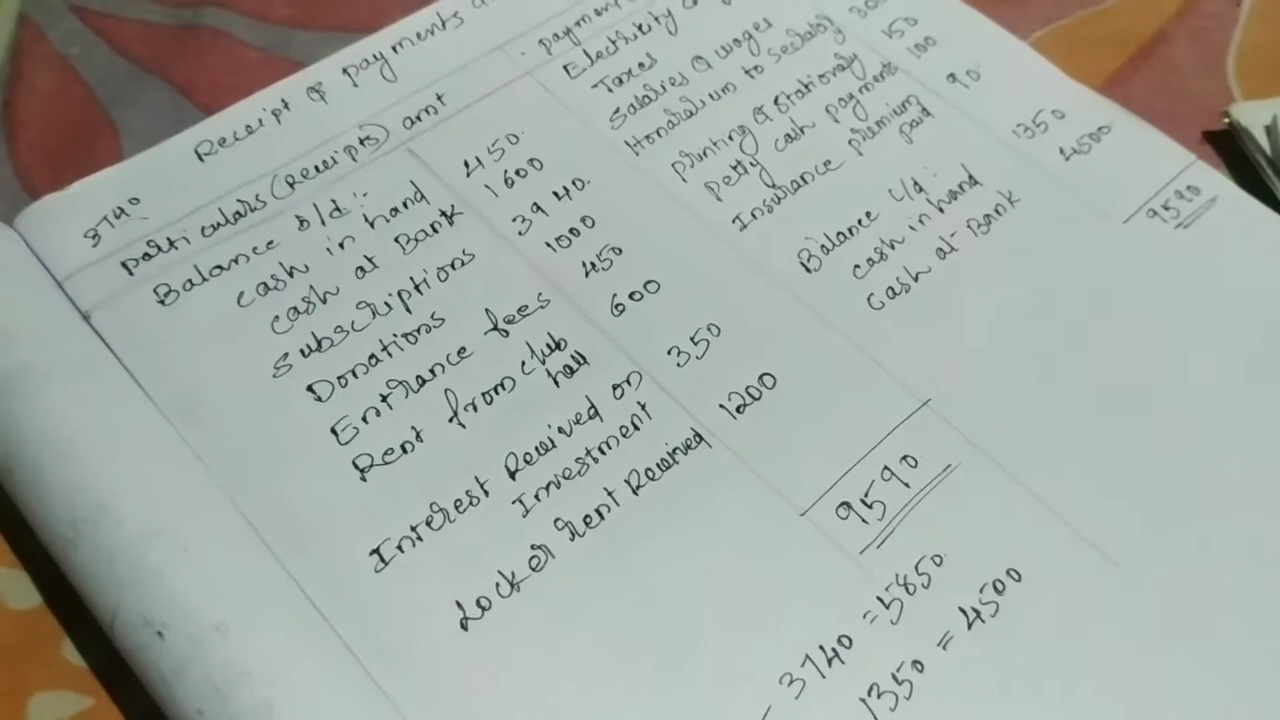 Receipt & payments
3740
particulars (Receipts) amt
Balance b/d :-
cash in hand 450.
cash at Bank 1600
Subscriptions 3940.
Donations 1000
Entrance fees 450
Rent from club 600
hall
Interest Received on 350
Investment
Locker rent Received 1200
9590
payment
Electricity
Taxes
Salaries & wages
Honorarium to Secretary
printing & Stationary 150
petty cash payments 100
Insurance premium 90.
paid
Balance c/d :
cash in hand 1350
cash at Bank 4500
9590
- 3740 = 5850.
1350 = 4500